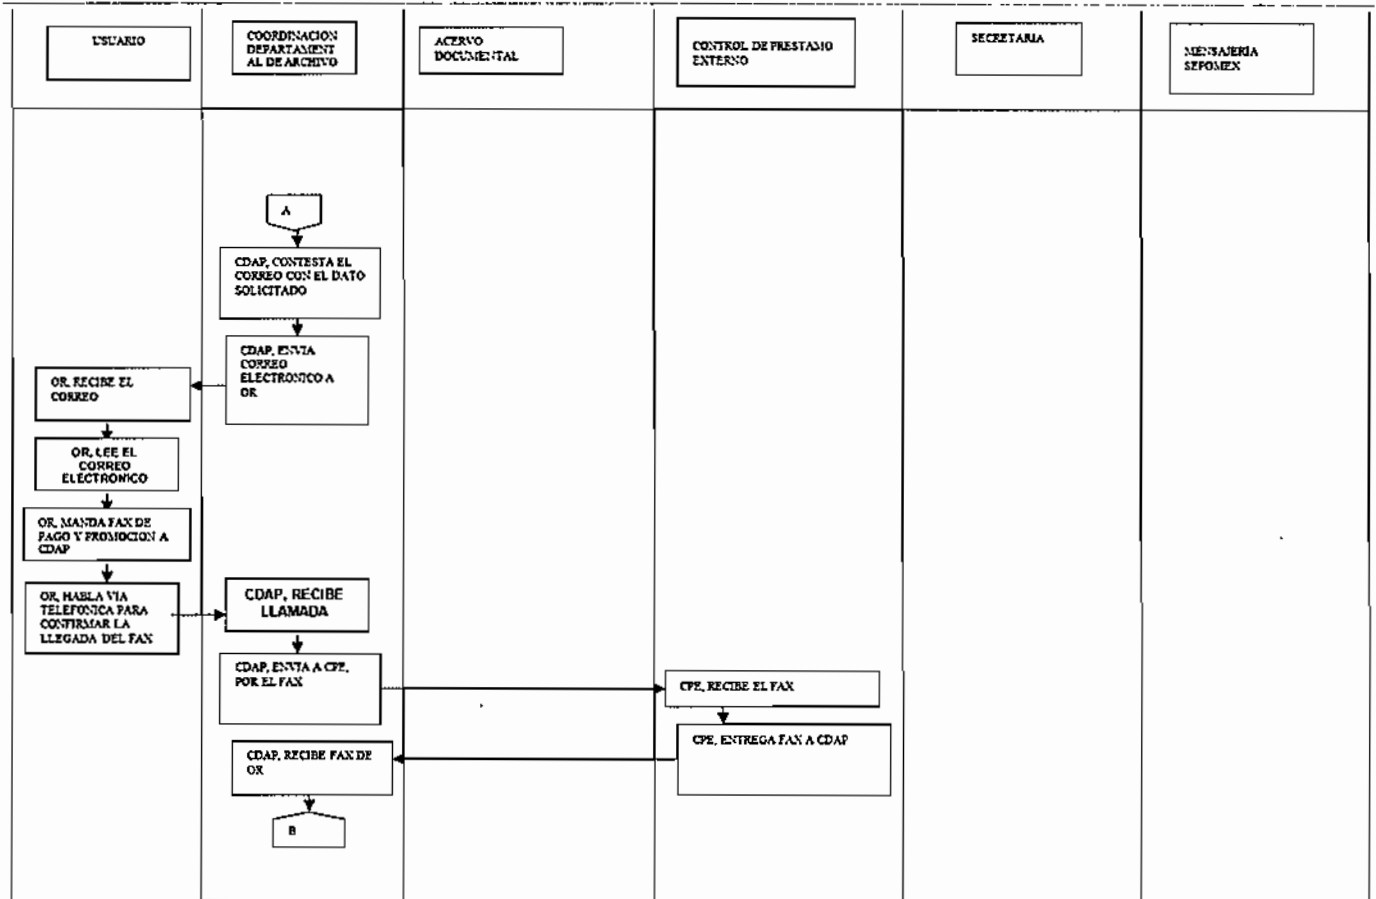 USUARIO
COORDINACION
DEPARTAMENT
AL DE ARCHIVO
ACERVO
DOCUMENTAL
CONTROL DE PRESTAMO
EXTERNO
SECRETARIA
MENSAJERIA
SEPOMEX
A
CDAP, CONTESTA EL
CORREO CON EL DATO
SOLICITADO
CDAP, ENVIA
CORREO
ELECTRONICO A
OR
OR, RECIBE EL
CORREO
OR, LEE EL
CORREO
ELECTRONICO
OR, MANDA FAX DE
PAGO Y PROMOCION A
CDAP
OR, HABLA VIA
TELEFONICA PARA
CONFIRMAR LA
LLEGADA DEL FAX
CDAP, RECIBE
LLAMADA
CDAP, ENVIA A CPE,
POR EL FAX
CPE, RECIBE EL FAX
CPE, ENTREGA FAX A CDAP
CDAP, RECIBE FAX DE
OR
B